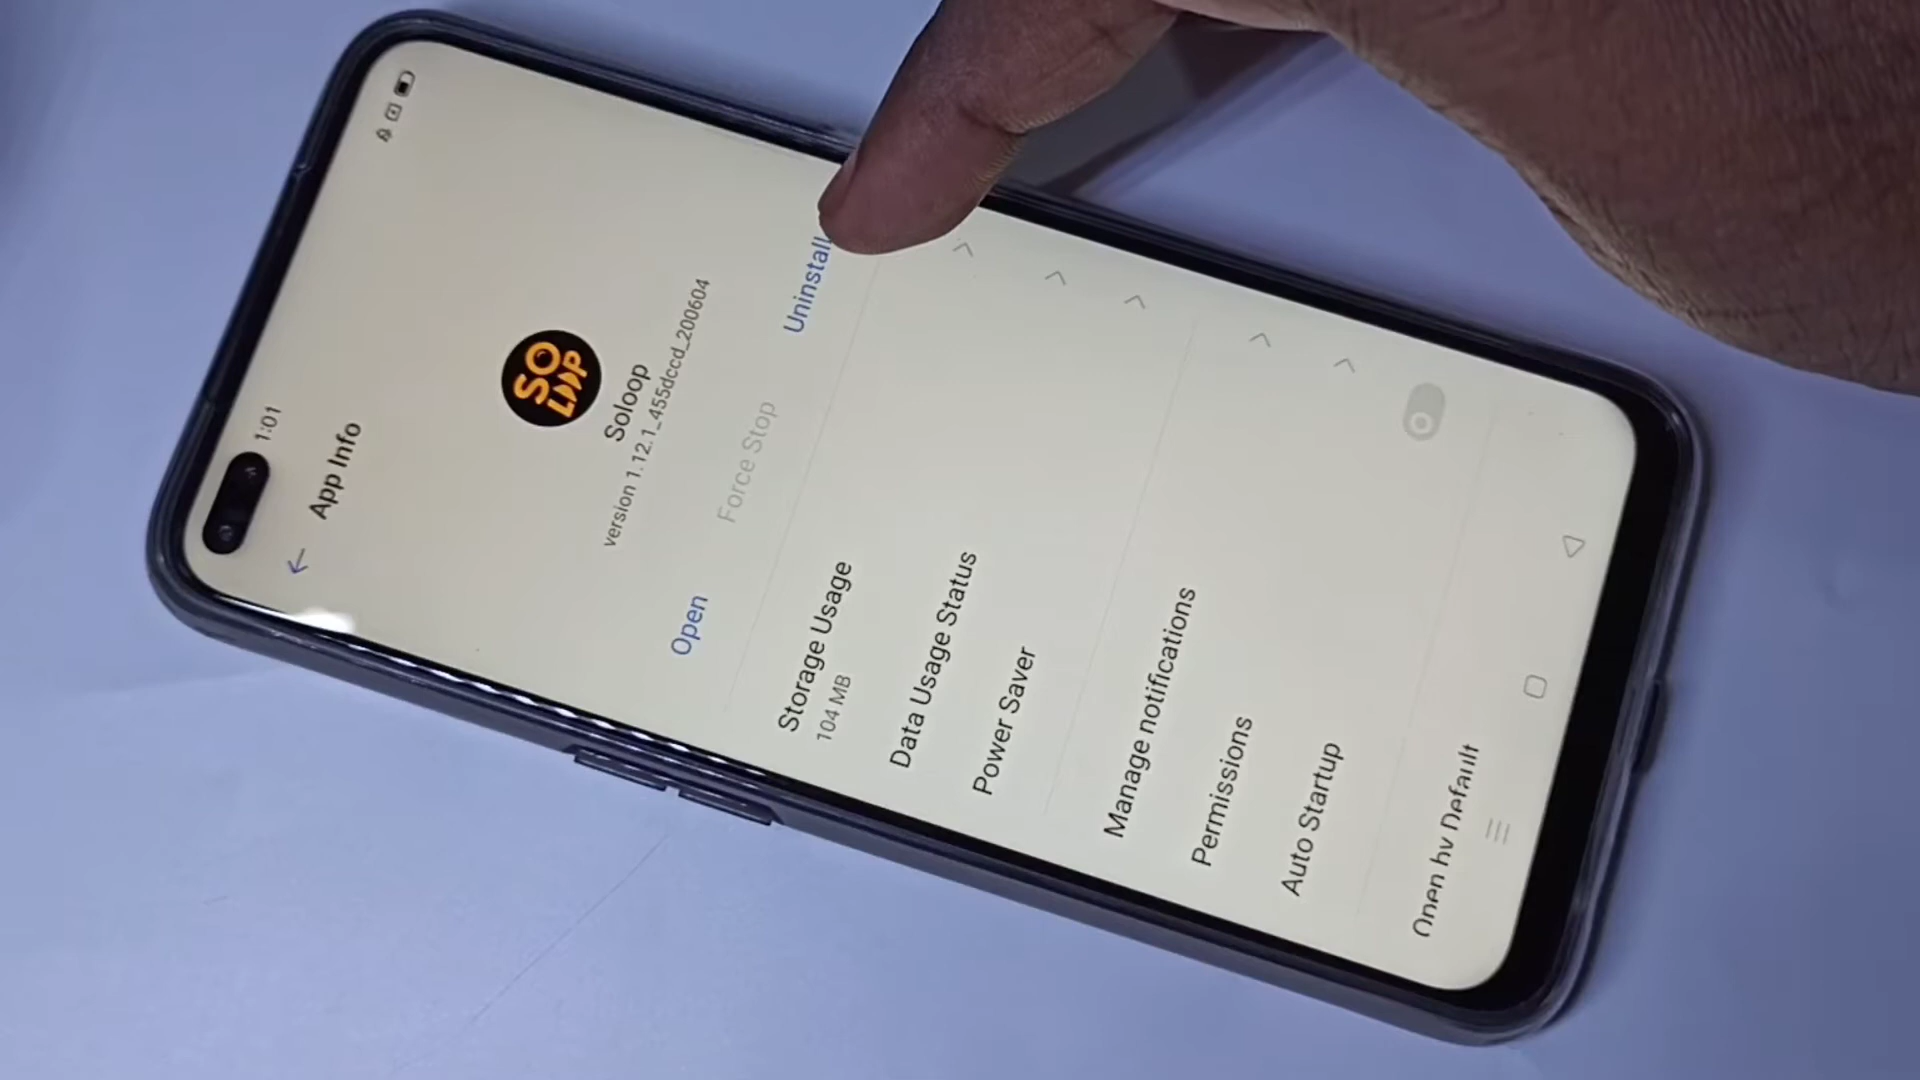 1:01
App Info
SO
LOOP
Soloop
version 1.12.1_455dccd_200604
Open
Force Stop
Uninstall
Storage Usage
104 MB
Data Usage Status
Power Saver
Manage notifications
Permissions
Auto Startup
Open by Default